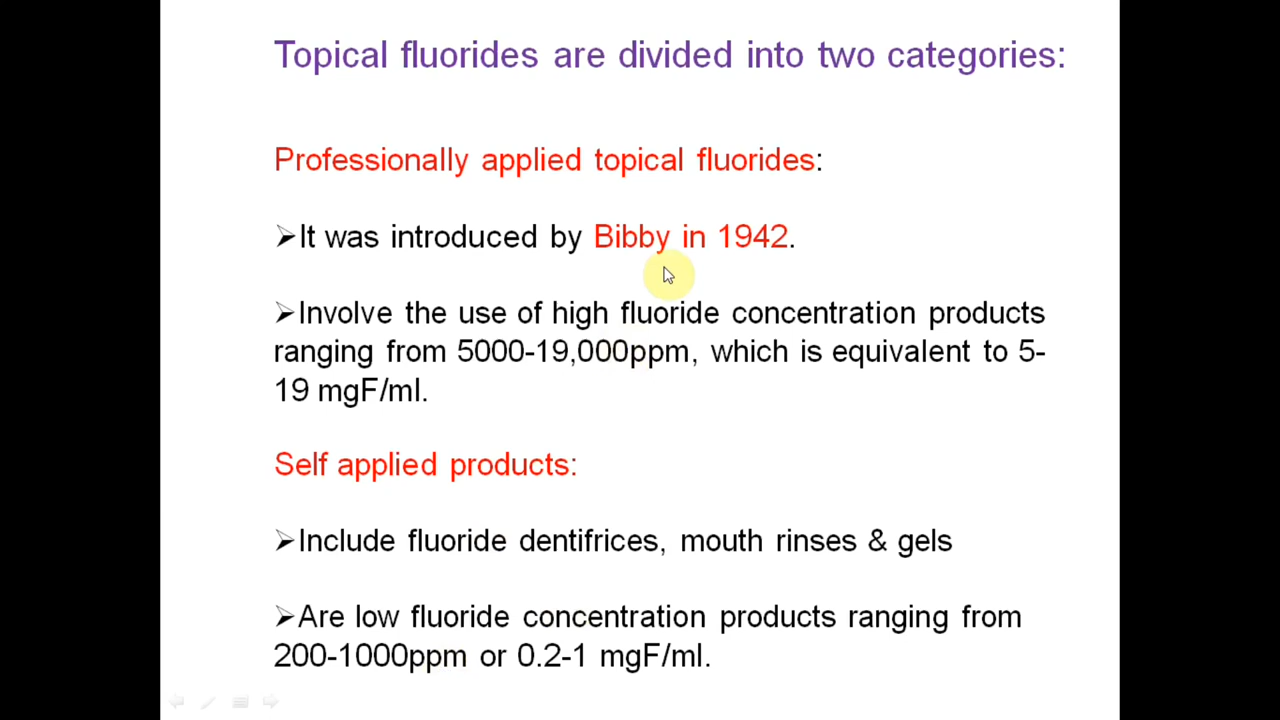 Topical fluorides are divided into two categories:
Professionally applied topical fluorides:
➢It was introduced by Bibby in 1942.
➢Involve the use of high fluoride concentration products
ranging from 5000-19,000ppm, which is equivalent to 5-
19 mgF/ml.
Self applied products:
➢Include fluoride dentifrices, mouth rinses & gels
➢Are low fluoride concentration products ranging from
200-1000ppm or 0.2-1 mgF/ml.